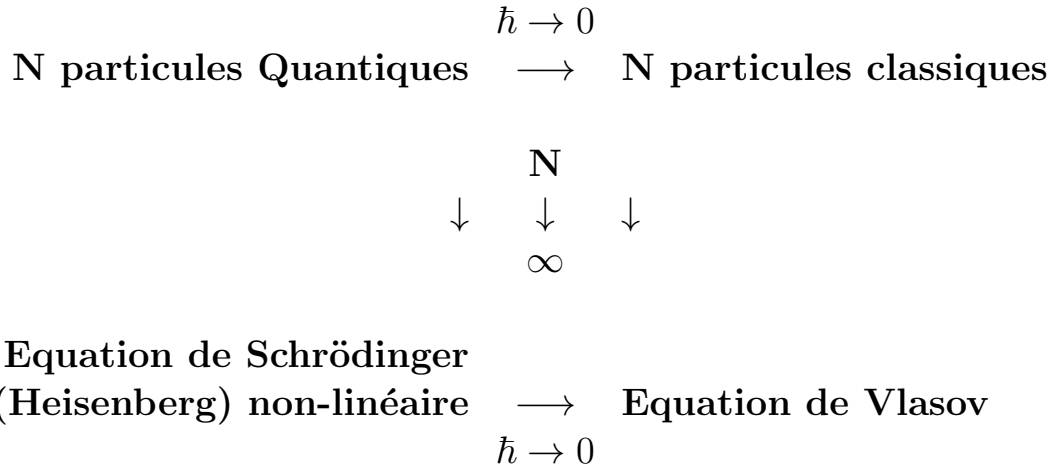 ℏ → 0
N particules Quantiques ⟶ N particules classiques
N
↓ ↓ ↓
∞
Equation de Schrödinger
(Heisenberg) non-linéaire ⟶ Equation de Vlasov
ℏ → 0